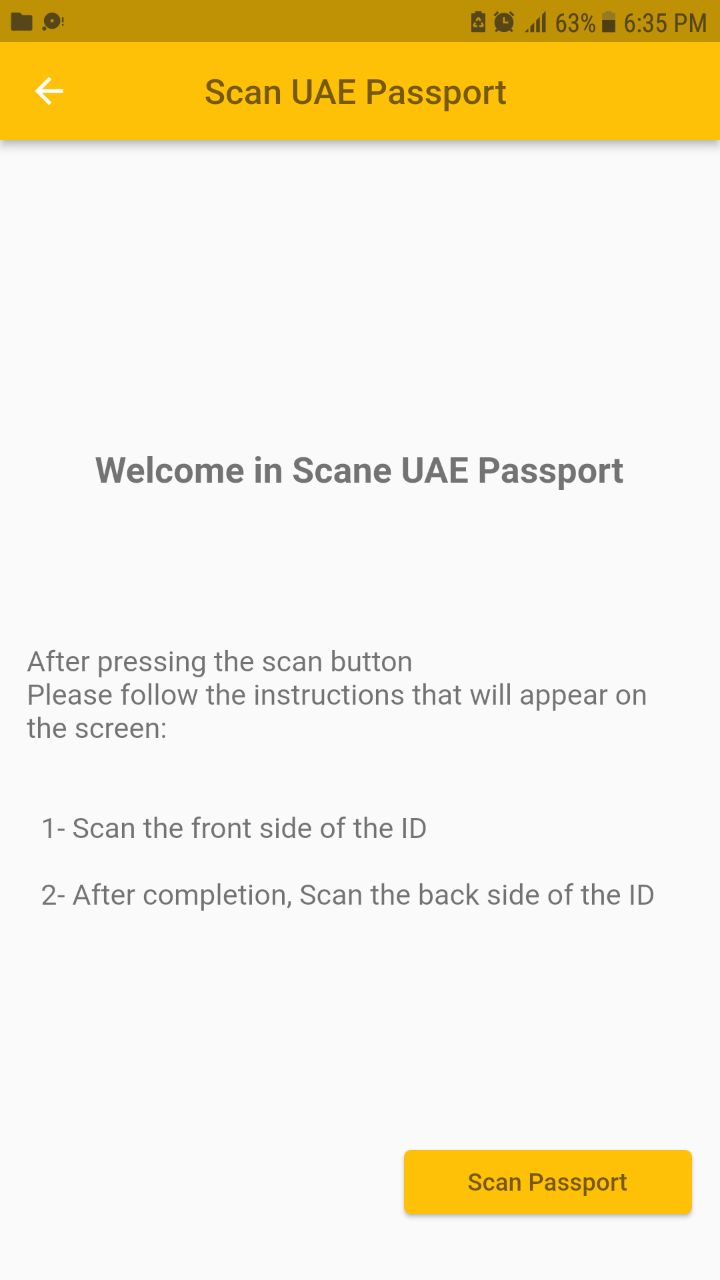 63% 6:35 PM
Scan UAE Passport
Welcome in Scane UAE Passport
After pressing the scan button
Please follow the instructions that will appear on
the screen:
1- Scan the front side of the ID
2- After completion, Scan the back side of the ID
Scan Passport